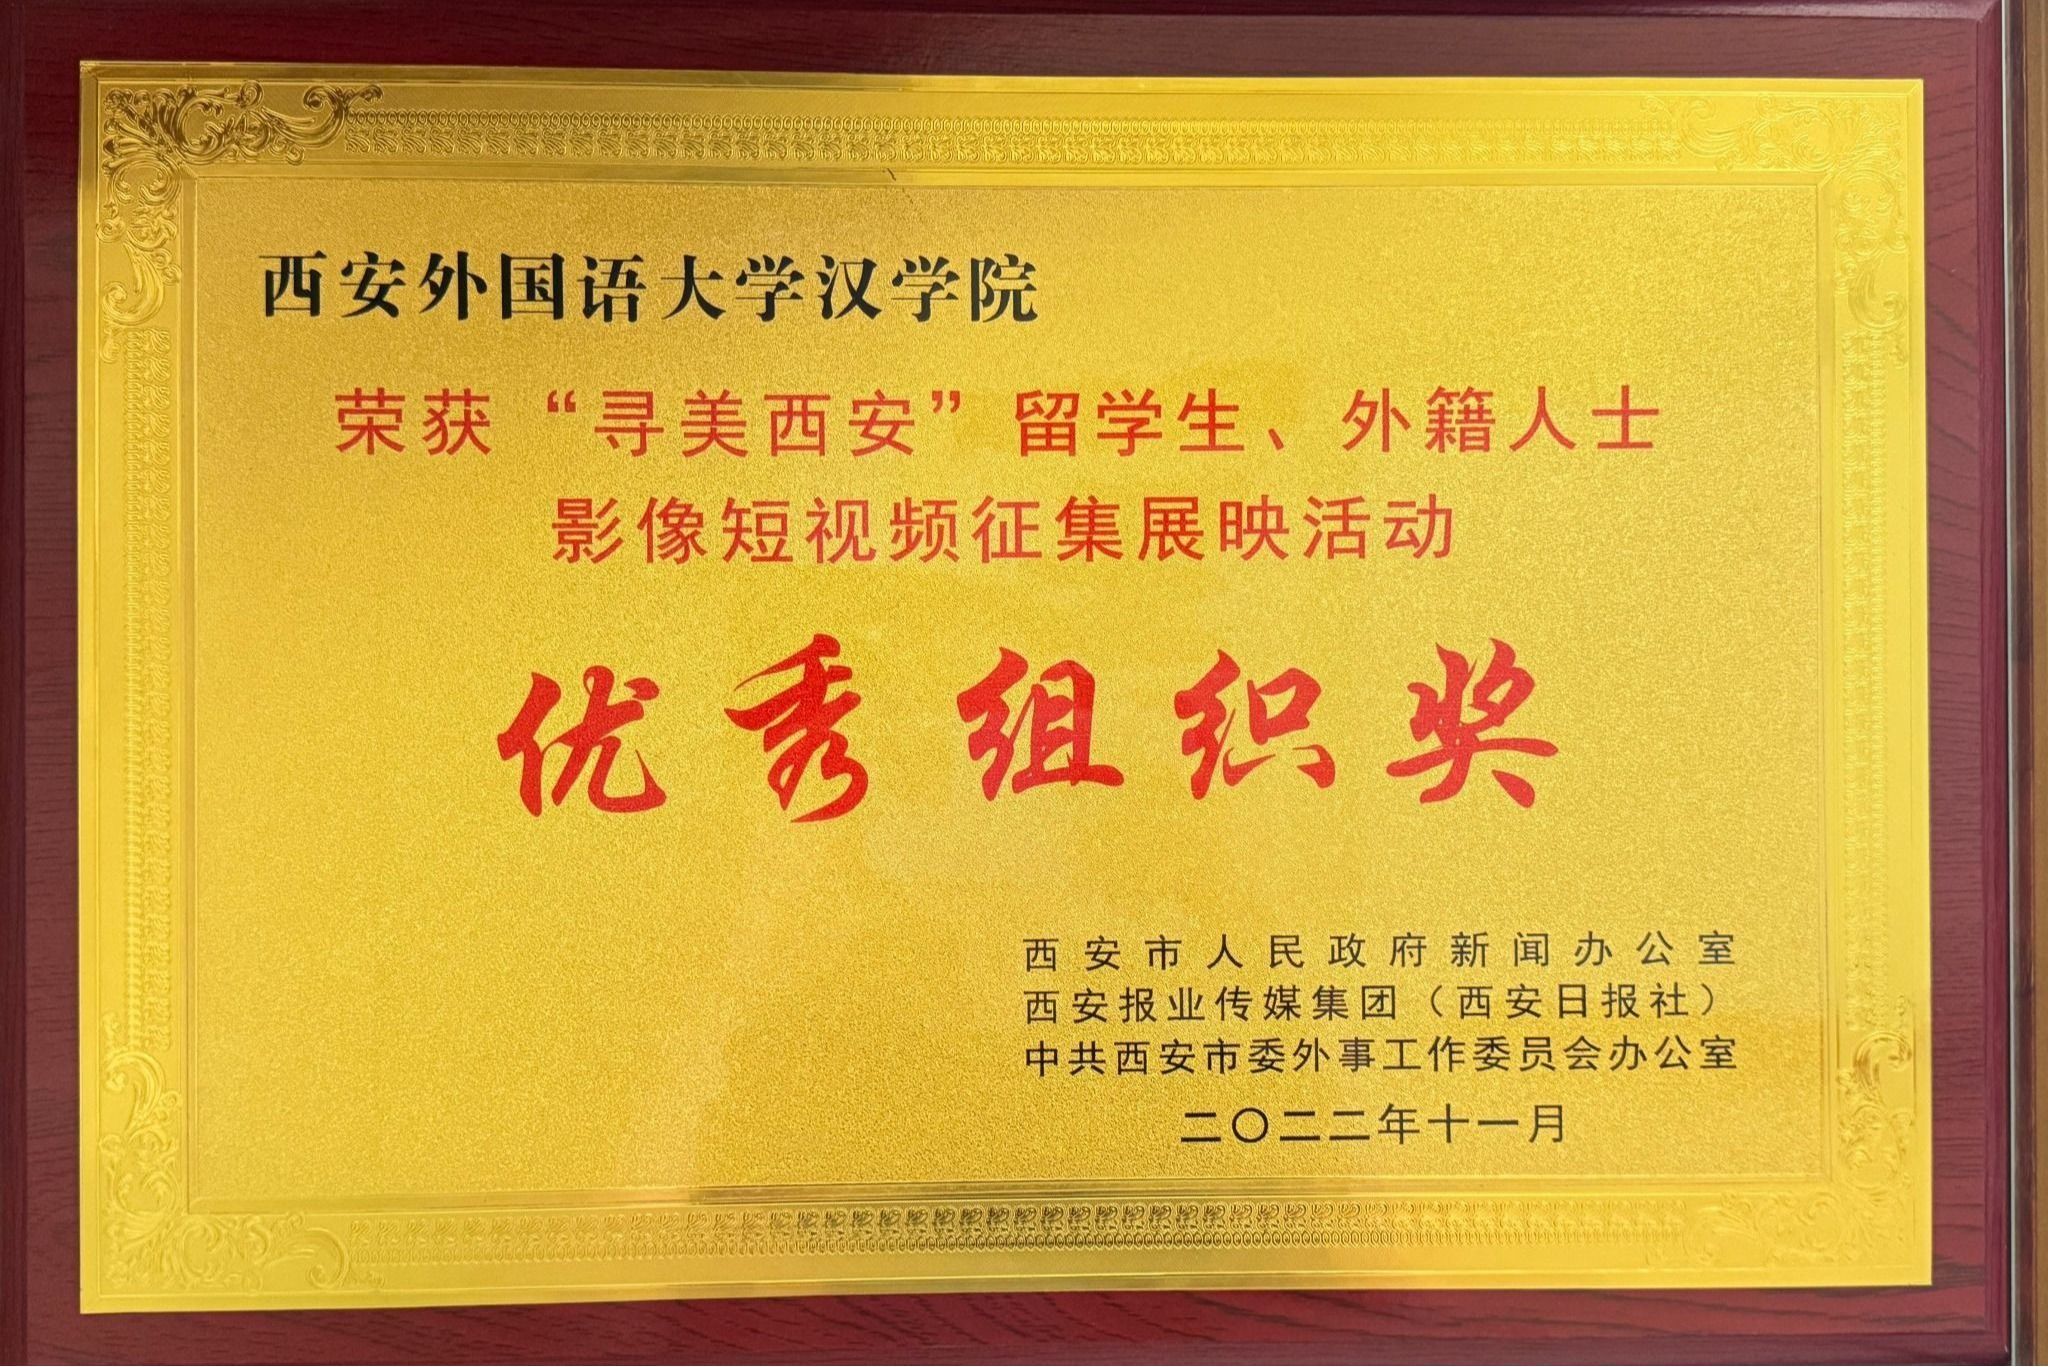 西安外国语大学汉学院
荣获“寻美西安”留学生、外籍人士
影像短视频征集展映活动
优秀组织奖
西安市人民政府新闻办公室
西安报业传媒集团（西安日报社）
中共西安市委外事工作委员会办公室
二〇二二年十一月